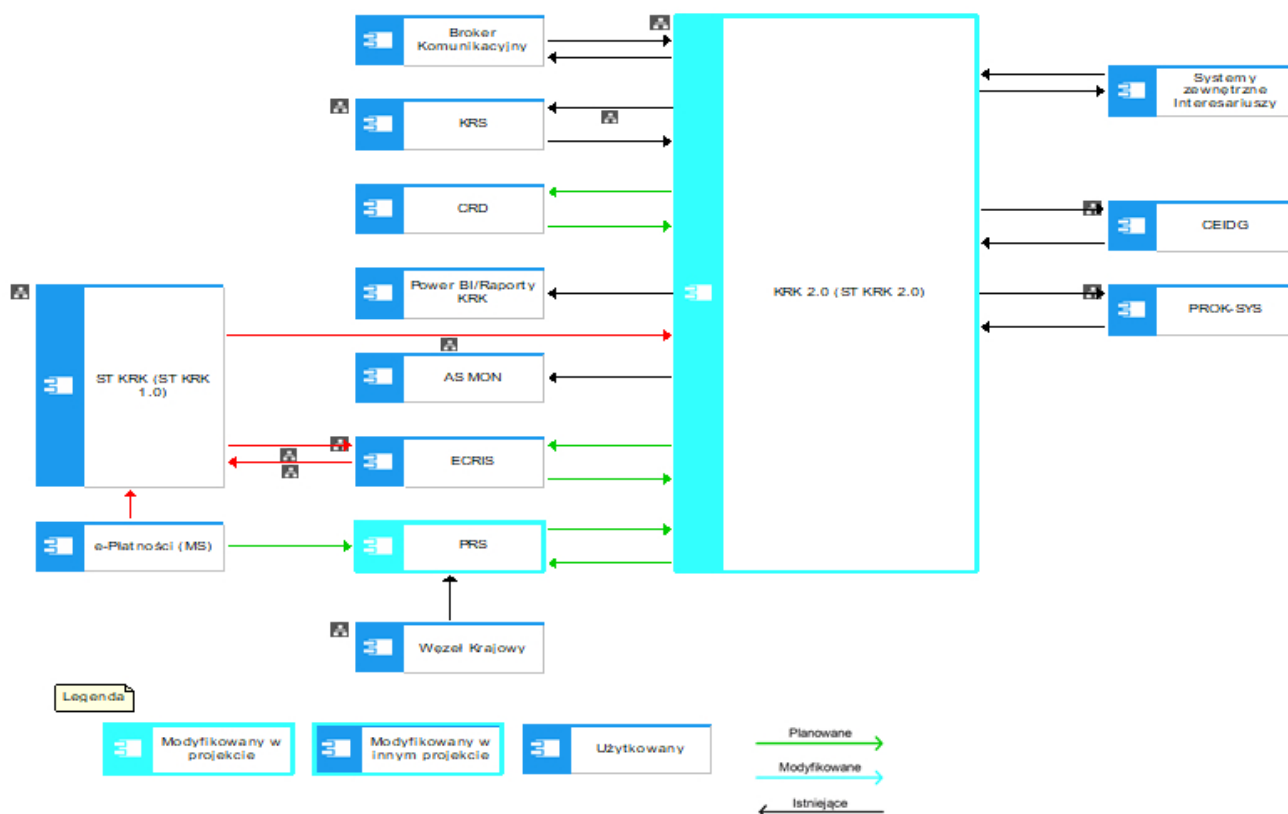 Broker
Komunikacyjny
KRS
CRD
Power BI/Raporty
KRK
AS MON
ECRIS
PRS
Węzeł Krajowy
ST KRK (ST KRK
1.0)
e-Płatności (MS)
KRK 2.0 (ST KRK 2.0)
Systemy
zewnętrzne
Interesariuszy
CEIDG
PROK-SYS
Legenda
Modyfikowany w
projekcie
Modyfikowany w
innym projekcie
Użytkowany
Planowane
Modyfikowane
Istniejące